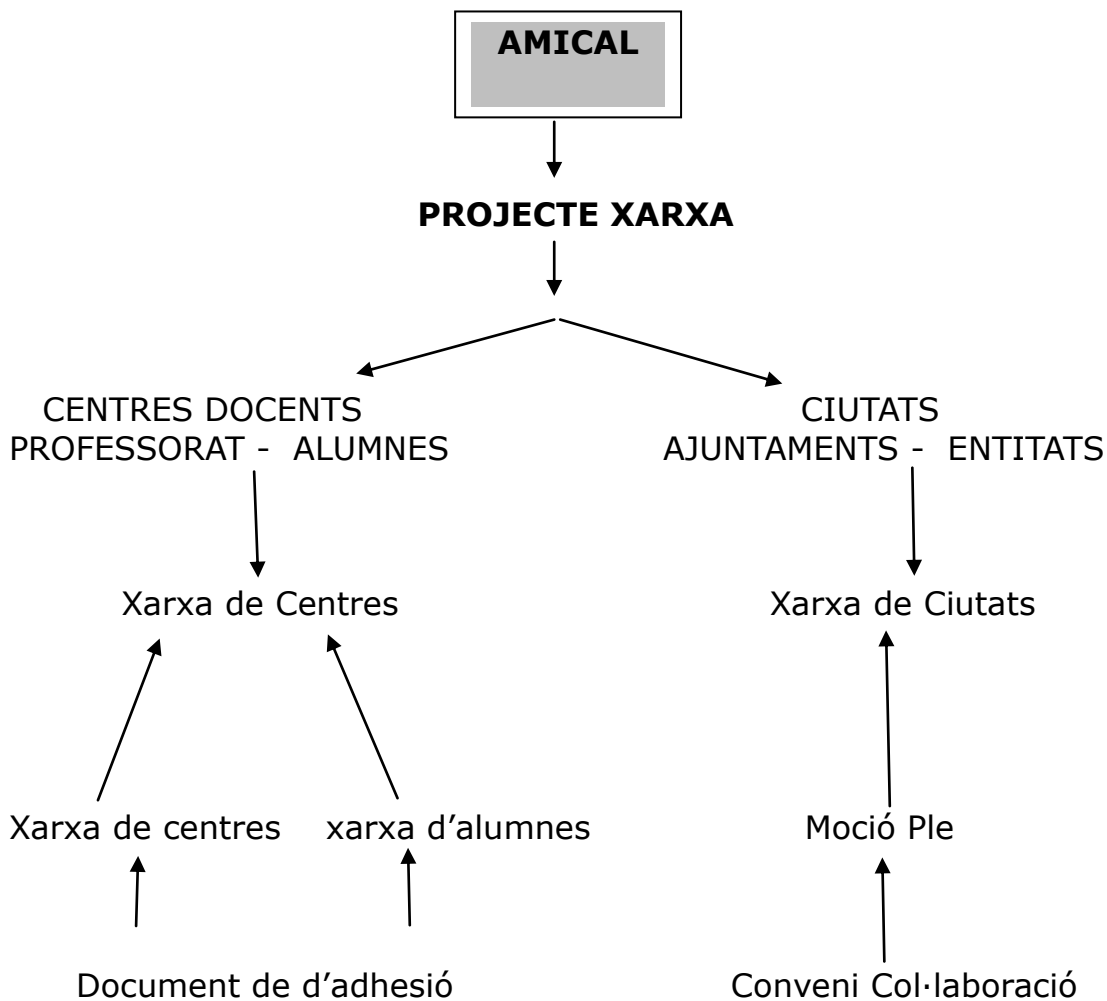 AMICAL
PROJECTE XARXA
CENTRES DOCENTS
PROFESSORAT - ALUMNES
CIUTATS
AJUNTAMENTS - ENTITATS
Xarxa de Centres
Xarxa de Ciutats
Xarxa de centres
xarxa d’alumnes
Moció Ple
Document de d’adhesió
Conveni Col·laboració